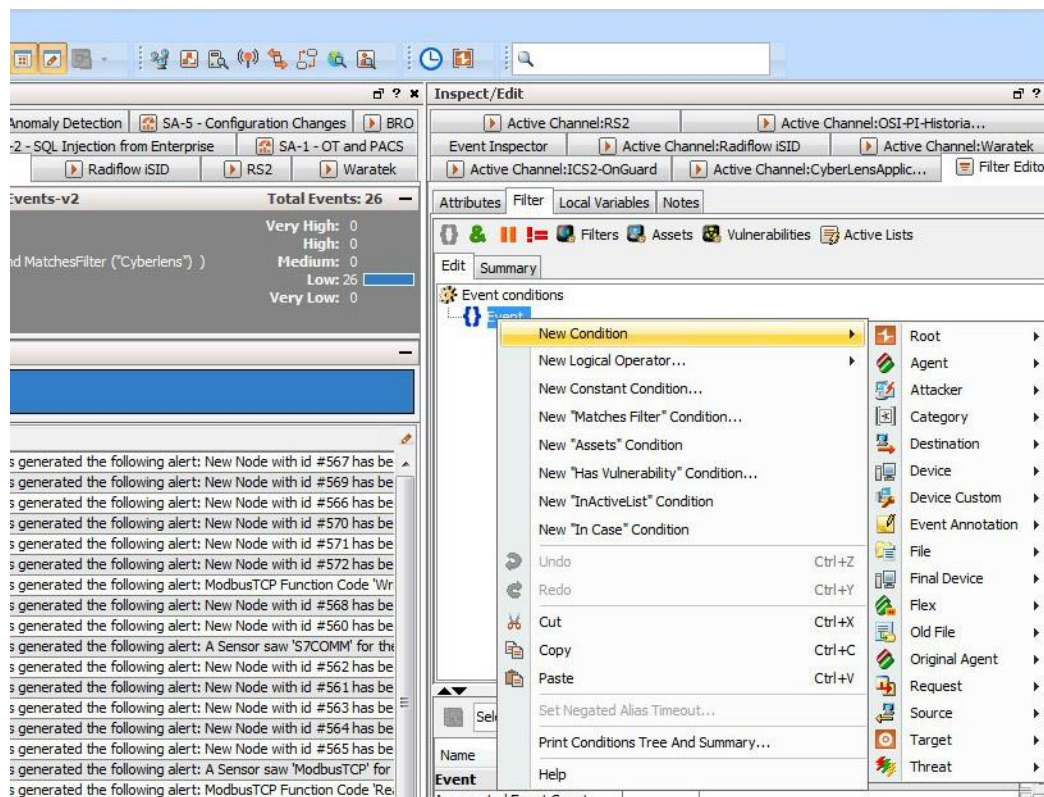 Inspect/Edit
Anomaly Detection
SA-5 - Configuration Changes
BRO
-2 - SQL Injection from Enterprise
SA-1 - OT and PACS
Radiflow iSID
RS2
Waratek
Events-v2
Total Events: 26
Very High: 0
High: 0
nd MatchesFilter ("Cyberlens") )
Medium: 0
Low: 26
Very Low: 0
s generated the following alert: New Node with id #567 has be
s generated the following alert: New Node with id #569 has be
s generated the following alert: New Node with id #566 has be
s generated the following alert: New Node with id #570 has be
s generated the following alert: New Node with id #571 has be
s generated the following alert: New Node with id #572 has be
s generated the following alert: ModbusTCP Function Code 'Wr
s generated the following alert: New Node with id #568 has be
s generated the following alert: New Node with id #560 has be
s generated the following alert: A Sensor saw 'S7COMM' for the
s generated the following alert: New Node with id #562 has be
s generated the following alert: New Node with id #561 has be
s generated the following alert: New Node with id #563 has be
s generated the following alert: New Node with id #564 has be
s generated the following alert: New Node with id #565 has be
s generated the following alert: A Sensor saw 'ModbusTCP' for
s generated the following alert: ModbusTCP Function Code 'Re
Active Channel:RS2
Active Channel:OSI-PI-Historia...
Event Inspector
Active Channel:Radiflow iSID
Active Channel:Waratek
Active Channel:ICS2-OnGuard
Active Channel:CyberLensApplic...
Filter Edito
Attributes
Filter
Local Variables
Notes
Filters
Assets
Vulnerabilities
Active Lists
Edit
Summary
Event conditions
Event
New Condition
New Logical Operator...
New Constant Condition...
New "Matches Filter" Condition...
New "Assets" Condition
New "Has Vulnerability" Condition...
New "InActiveList" Condition
New "In Case" Condition
Undo Ctrl+Z
Redo Ctrl+Y
Cut Ctrl+X
Copy Ctrl+C
Paste Ctrl+V
Set Negated Alias Timeout...
Print Conditions Tree And Summary...
Help
Root
Agent
Attacker
Category
Destination
Device
Device Custom
Event Annotation
File
Final Device
Flex
Old File
Original Agent
Request
Source
Target
Threat
Sel
Name
Event